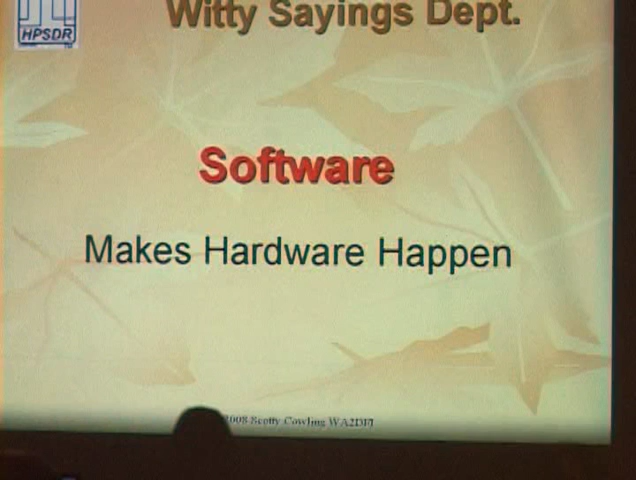 Witty Sayings Dept.
HPSDR
Software
Makes Hardware Happen
2008 Scotty Cowling WA2DFI